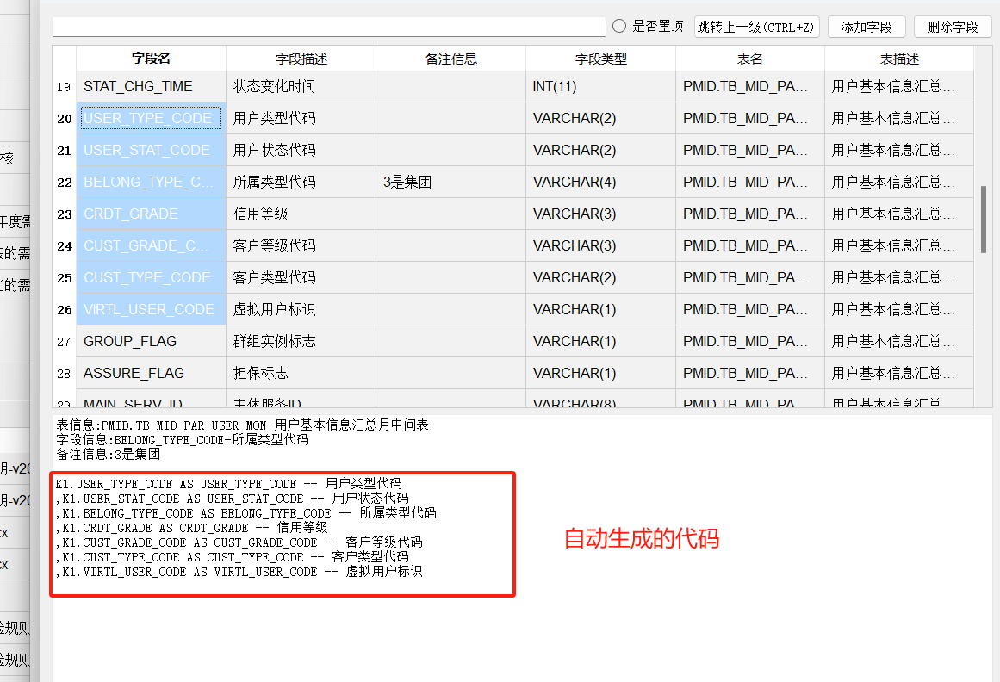 是否置顶 跳转上一级(CTRL+Z) 添加字段 删除字段
字段名 字段描述 备注信息 字段类型 表名 表描述
19 STAT_CHG_TIME 状态变化时间 INT(11) PMID.TB_MID_PA... 用户基本信息汇总...
20 USER_TYPE_CODE 用户类型代码 VARCHAR(2) PMID.TB_MID_PA... 用户基本信息汇总...
21 USER_STAT_CODE 用户状态代码 VARCHAR(2) PMID.TB_MID_PA... 用户基本信息汇总...
22 BELONG_TYPE_C... 所属类型代码 3是集团 VARCHAR(4) PMID.TB_MID_PA... 用户基本信息汇总...
23 CRDT_GRADE 信用等级 VARCHAR(3) PMID.TB_MID_PA... 用户基本信息汇总...
24 CUST_GRADE_C... 客户等级代码 VARCHAR(3) PMID.TB_MID_PA... 用户基本信息汇总...
25 CUST_TYPE_CODE 客户类型代码 VARCHAR(2) PMID.TB_MID_PA... 用户基本信息汇总...
26 VIRTL_USER_CODE 虚拟用户标识 VARCHAR(1) PMID.TB_MID_PA... 用户基本信息汇总...
27 GROUP_FLAG 群组实例标志 VARCHAR(1) PMID.TB_MID_PA... 用户基本信息汇总...
28 ASSURE_FLAG 担保标志 VARCHAR(1) PMID.TB_MID_PA... 用户基本信息汇总...
29 MAIN_SERV_ID 主体服务ID VARCHAR(8) PMID.TB_MID_PA... 用户基本信息汇总...
核
年度需
表的需
化的需
明-v20
明-v20
cx
cx
验规则
验规则
表信息:PMID.TB_MID_PAR_USER_MON-用户基本信息汇总月中间表
字段信息:BELONG_TYPE_CODE-所属类型代码
备注信息:3是集团
K1.USER_TYPE_CODE AS USER_TYPE_CODE -- 用户类型代码
,K1.USER_STAT_CODE AS USER_STAT_CODE -- 用户状态代码
,K1.BELONG_TYPE_CODE AS BELONG_TYPE_CODE -- 所属类型代码
,K1.CRDT_GRADE AS CRDT_GRADE -- 信用等级
,K1.CUST_GRADE_CODE AS CUST_GRADE_CODE -- 客户等级代码
,K1.CUST_TYPE_CODE AS CUST_TYPE_CODE -- 客户类型代码
,K1.VIRTL_USER_CODE AS VIRTL_USER_CODE -- 虚拟用户标识
自动生成的代码